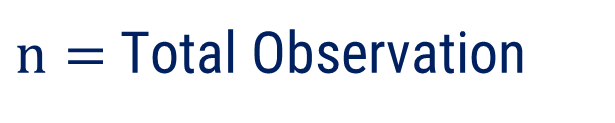 n = Total Observation